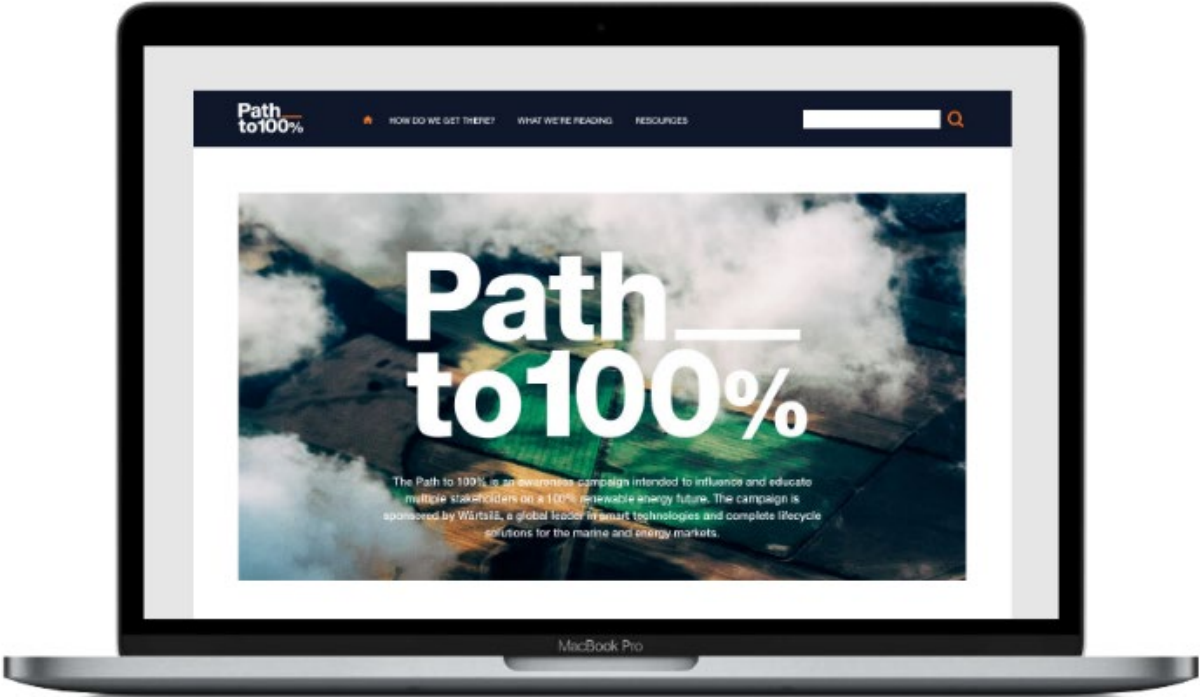 Path__
to100%
HOW DO WE GET THERE? WHAT WE'RE READING RESOURCES
Path__
to100%
The Path to 100% is an awareness campaign intended to influence and educate
multiple stakeholders on a 100% renewable energy future. The campaign is
sponsored by Wärtsilä, a global leader in smart technologies and complete lifecycle
solutions for the marine and energy markets.
MacBook Pro